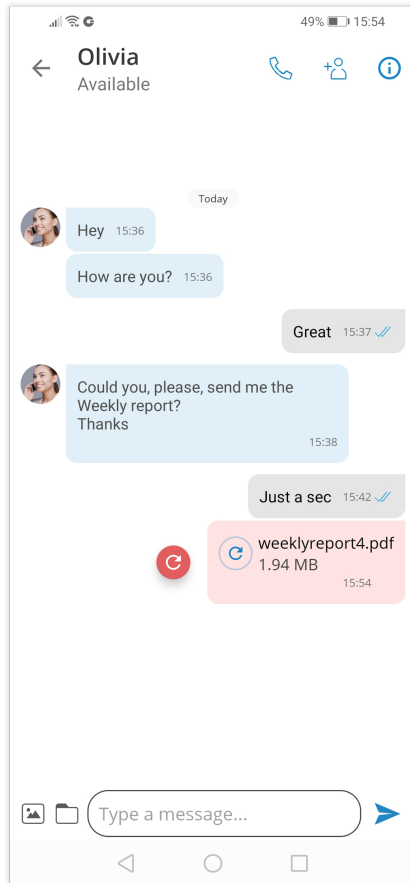 49% 15:54
Olivia
Available
Today
Hey 15:36
How are you? 15:36
Great 15:37
Could you, please, send me the
Weekly report?
Thanks
15:38
Just a sec 15:42
weeklyreport4.pdf
1.94 MB
15:54
Type a message...